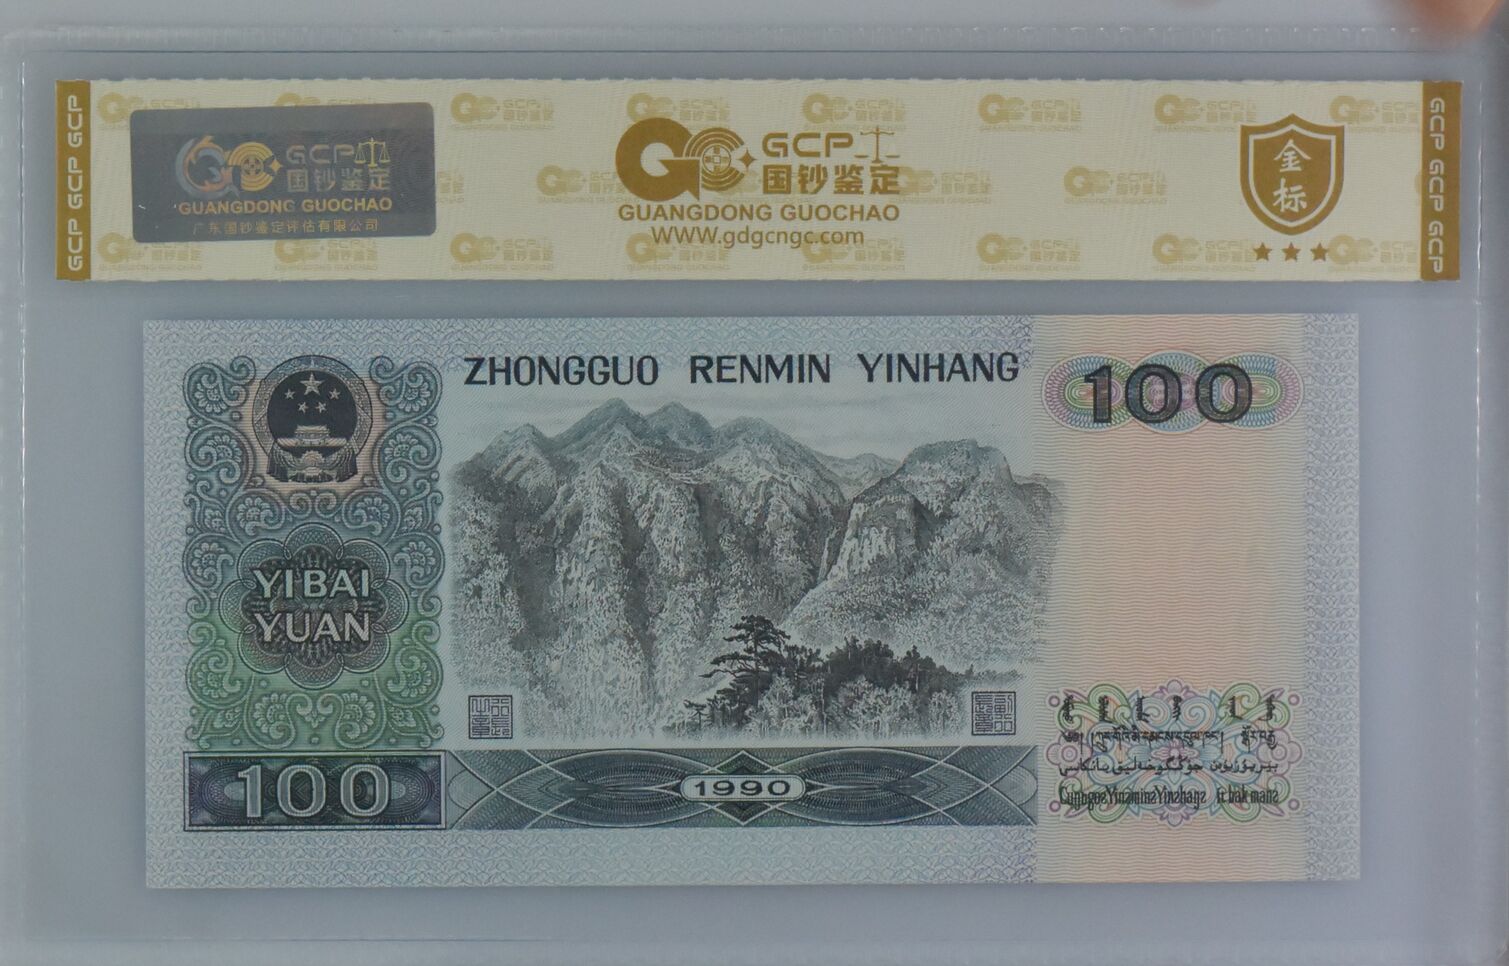 GCP GCP GCP
GCP
国钞鉴定
GUANGDONG GUOCHAO
广东国钞鉴定评估有限公司
GCP
国钞鉴定
GUANGDONG GUOCHAO
WWW.gdgcngc.com
金
标
GCP GCP GCP
ZHONGGUO RENMIN YINHANG
100
YI BAI
YUAN
100
1990